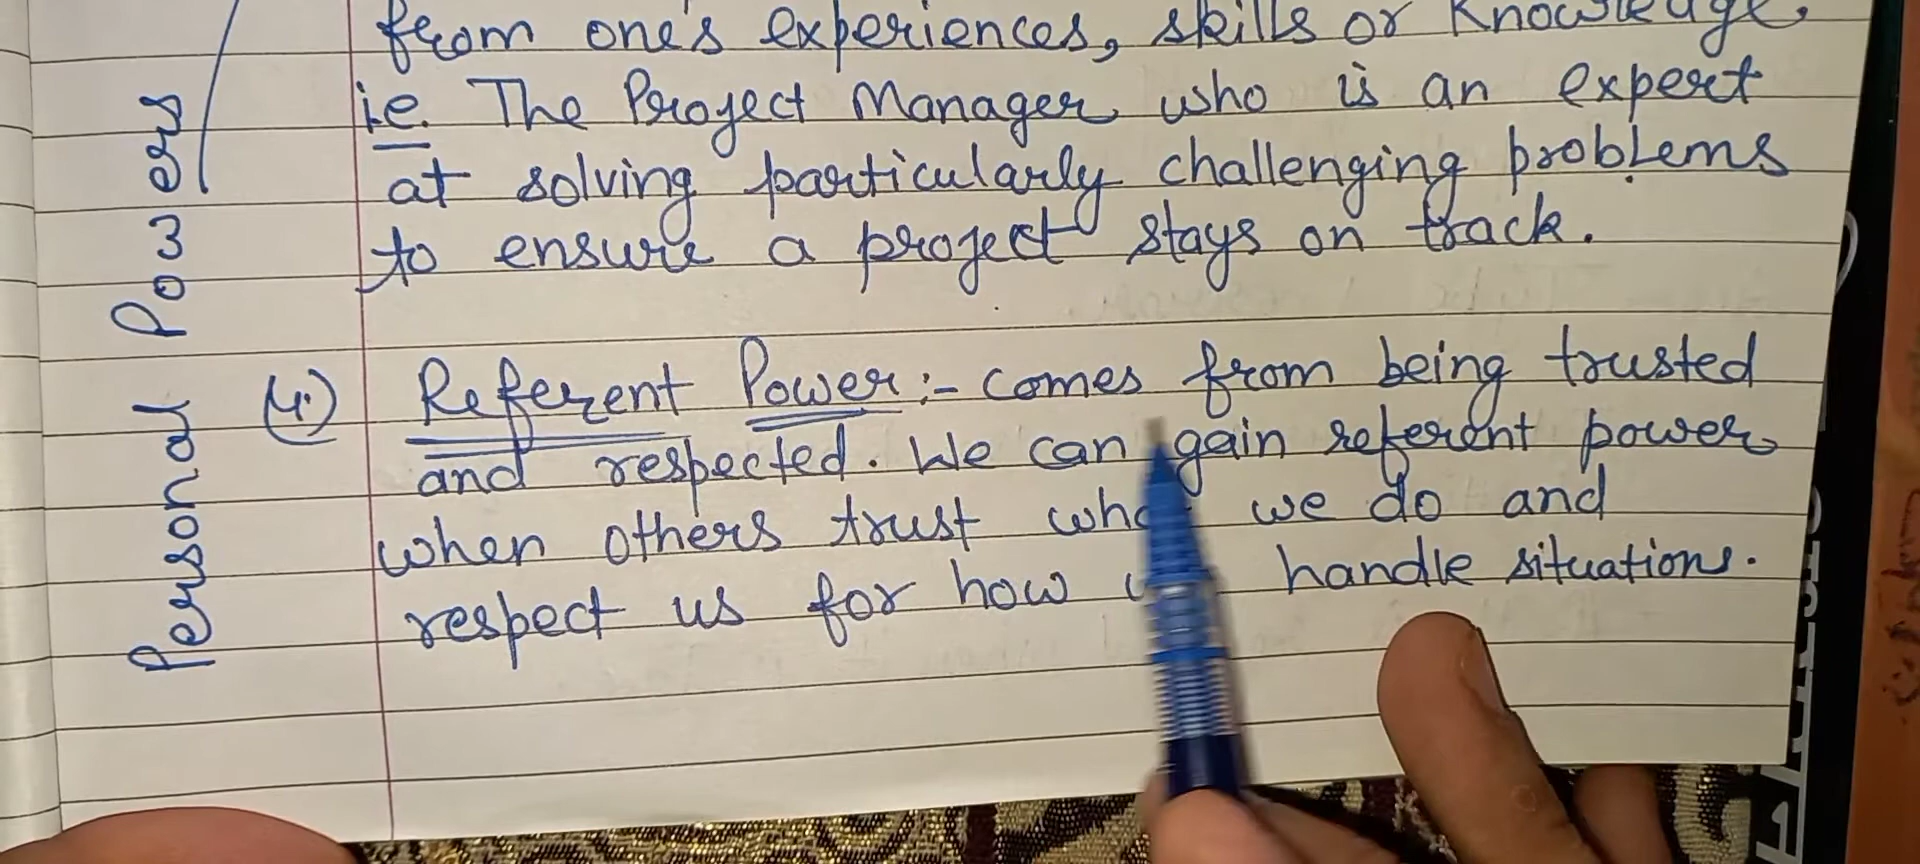 from one's experiences, skills or Knowledge.
i.e. The Project Manager who is an expert
at solving particularly challenging problems
to ensure a project stays on track.
(4.) Referent Power :- comes from being trusted
and respected. We can gain referent power
when others trust we do and
respect us for how handle situations.
Personal Powers